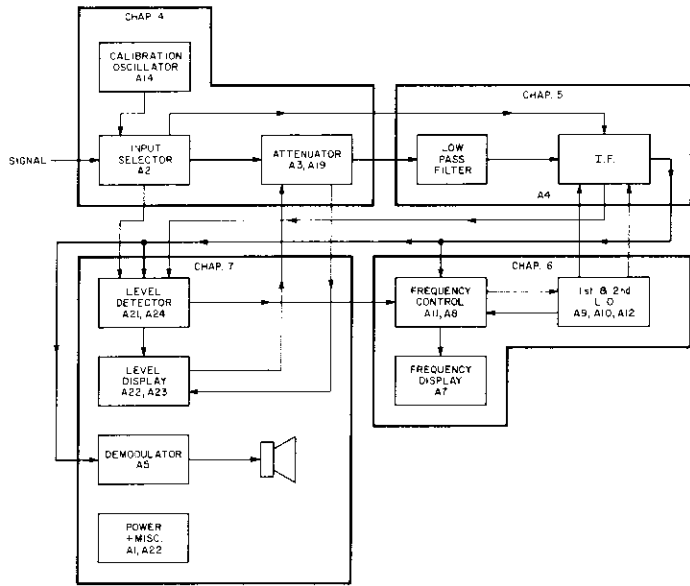 CHAP. 4
CALIBRATION
OSCILLATOR
A14
SIGNAL
INPUT
SELECTOR
A2
ATTENUATOR
A3, A19
CHAP. 5
LOW
PASS
FILTER
I.F.
A4
CHAP. 7
LEVEL
DETECTOR
A21, A24
LEVEL
DISPLAY
A22, A23
DEMODULATOR
A5
POWER
+ MISC.
A1, A22
CHAP. 6
FREQUENCY
CONTROL
A11, A8
1st & 2nd
L O
A9, A10, A12
FREQUENCY
DISPLAY
A7